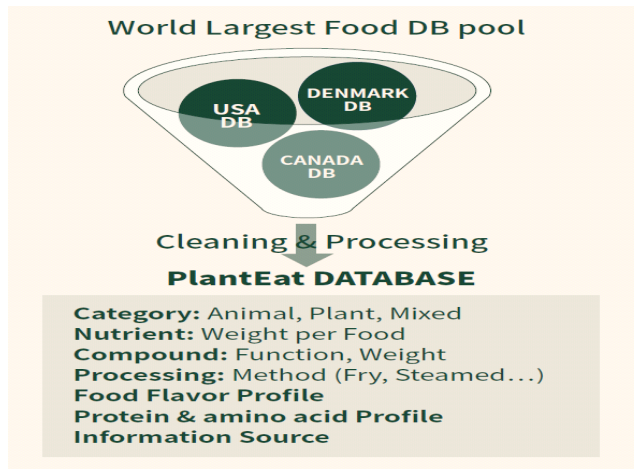 World Largest Food DB pool
USA
DB
DENMARK
DB
CANADA
DB
Cleaning & Processing
PlantEat DATABASE
Category: Animal, Plant, Mixed
Nutrient: Weight per Food
Compound: Function, Weight
Processing: Method (Fry, Steamed...)
Food Flavor Profile
Protein & amino acid Profile
Information Source